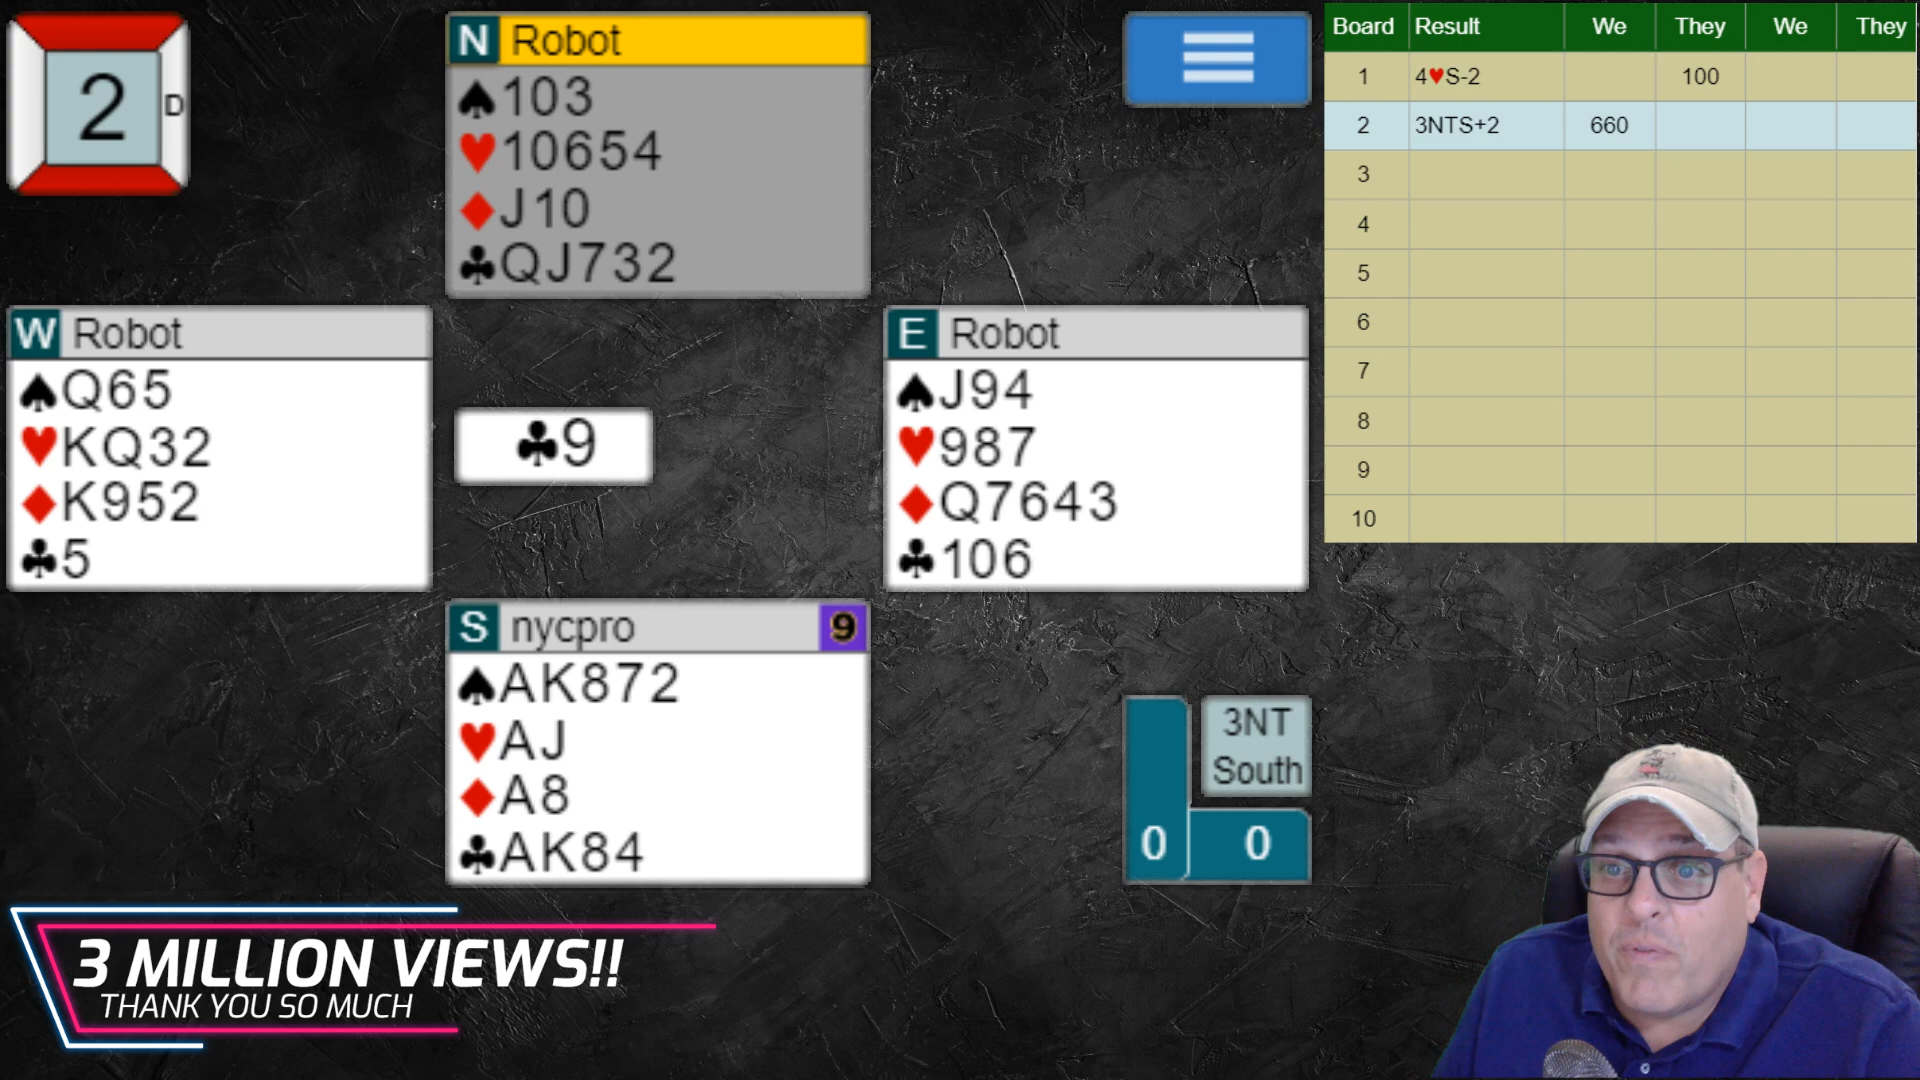 2 D
N Robot
♠103
♥10654
♦J10
♣QJ732
W Robot
♠Q65
♥KQ32
♦K952
♣5
♣9
E Robot
♠J94
♥987
♦Q7643
♣106
S nycpro 9
♠AK872
♥AJ
♦A8
♣AK84
3NT
South
0 0
Board Result We They We They
1 4♥S-2 100
2 3NTS+2 660
3
4
5
6
7
8
9
10
3 MILLION VIEWS!!
THANK YOU SO MUCH